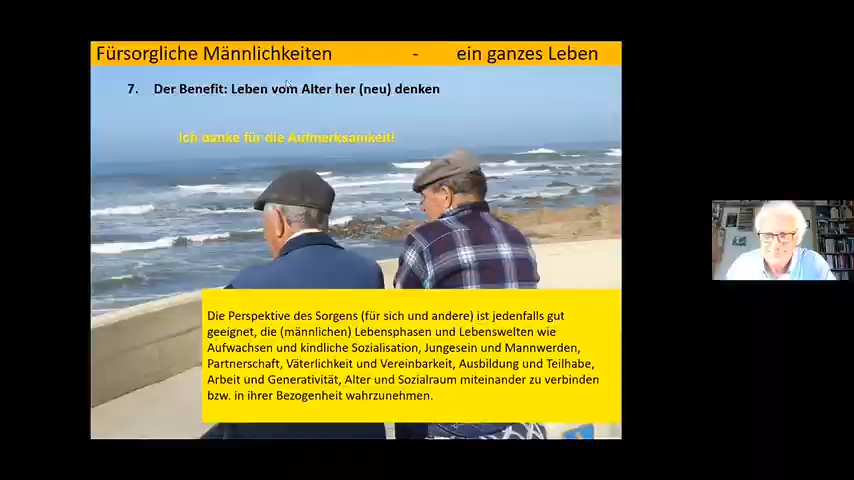 Fürsorgliche Männlichkeiten - ein ganzes Leben
7. Der Benefit: Leben vom Alter her (neu) denken
Ich danke für die Aufmerksamkeit!
Die Perspektive des Sorgens (für sich und andere) ist jedenfalls gut
geeignet, die (männlichen) Lebensphasen und Lebenswelten wie
Aufwachsen und kindliche Sozialisation, Jungesein und Mannwerden,
Partnerschaft, Väterlichkeit und Vereinbarkeit, Ausbildung und Teilhabe,
Arbeit und Generativität, Alter und Sozialraum miteinander zu verbinden
bzw. in ihrer Bezogenheit wahrzunehmen.